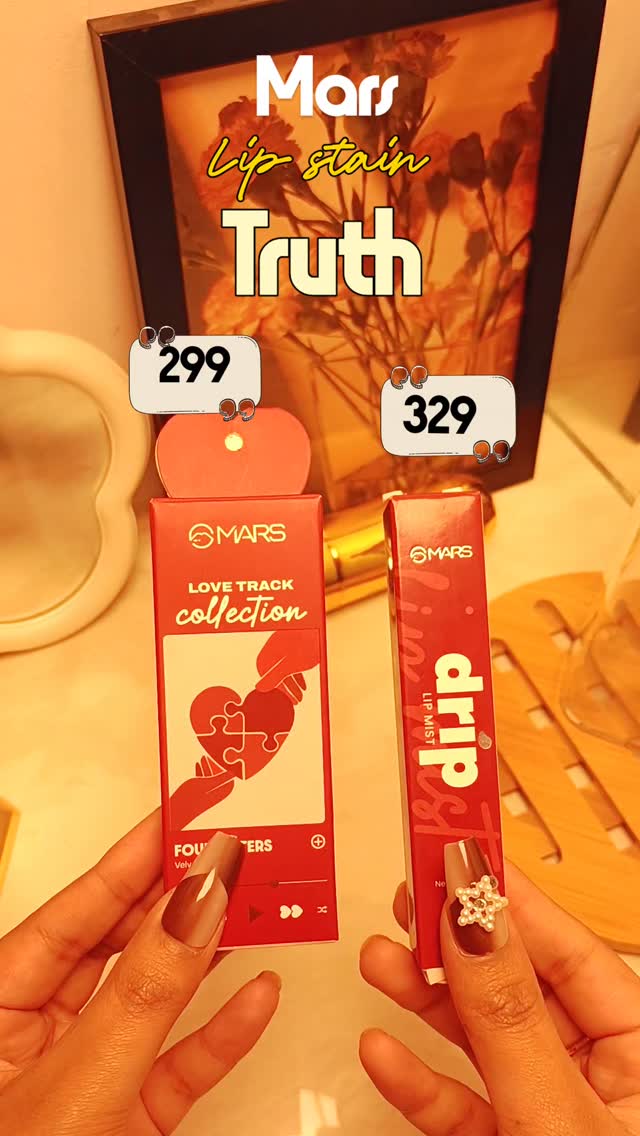 Mars
Lip stain
Truth
299
329
MARS
LOVE TRACK
collection
MARS
drip
LIP MIST